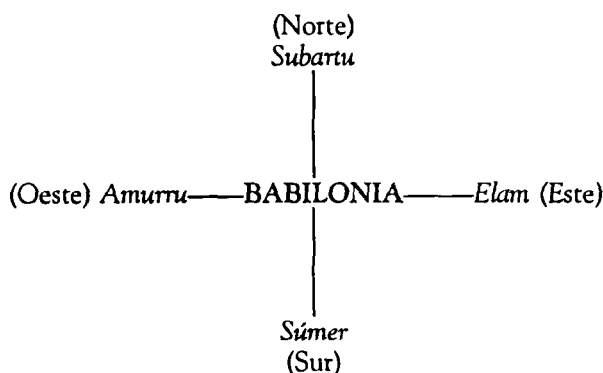 (Norte)
Subartu
(Oeste) Amurru——BABILONIA——Elam (Este)
Súmer
(Sur)